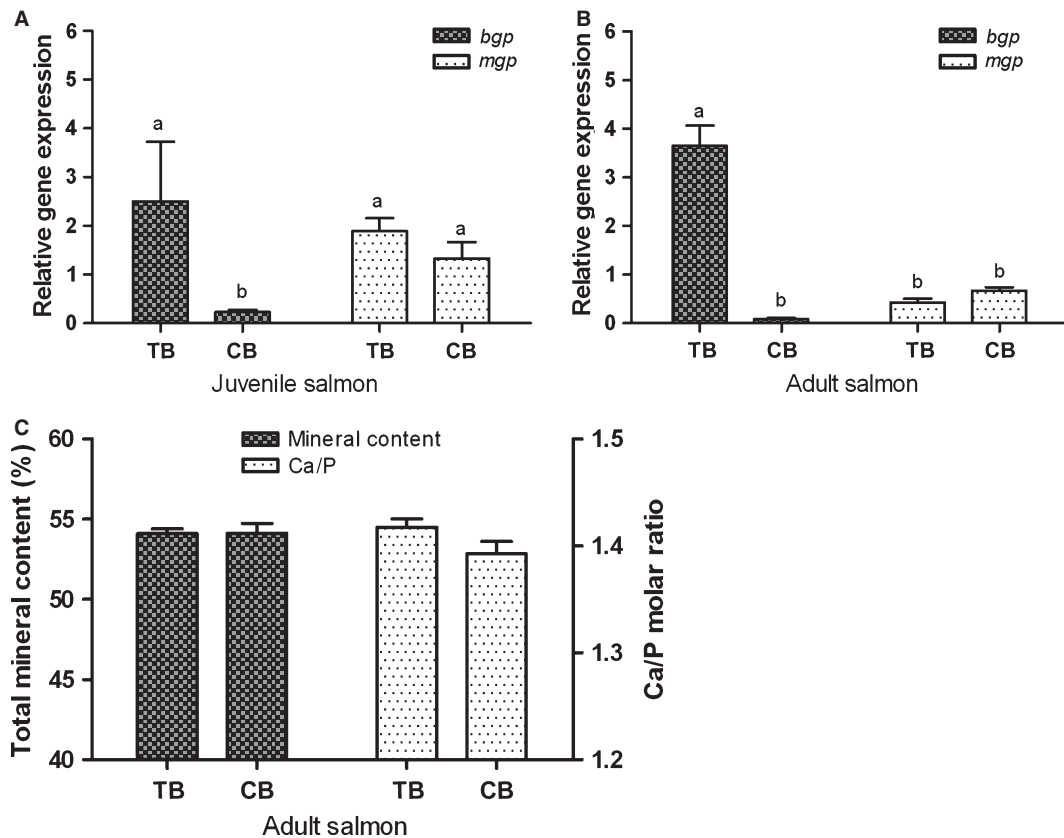 A
Relative gene expression
6
5
4
3
2
1
0
bgp
mgp
a
b
a
a
TB
CB
TB
CB
Juvenile salmon
B
Relative gene expression
6
5
4
3
2
1
0
bgp
mgp
a
b
b
b
TB
CB
TB
CB
Adult salmon
C
Total mineral content (%)
60
55
50
45
40
Mineral content
Ca/P
1.5
1.4
1.3
1.2
Ca/P molar ratio
TB
CB
TB
CB
Adult salmon